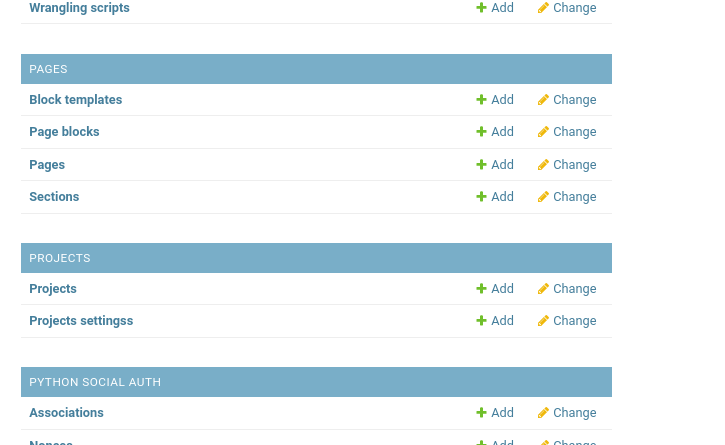 Wrangling scripts Add Change
PAGES
Block templates Add Change
Page blocks Add Change
Pages Add Change
Sections Add Change
PROJECTS
Projects Add Change
Projects settingss Add Change
PYTHON SOCIAL AUTH
Associations Add Change
Nonces Add Change